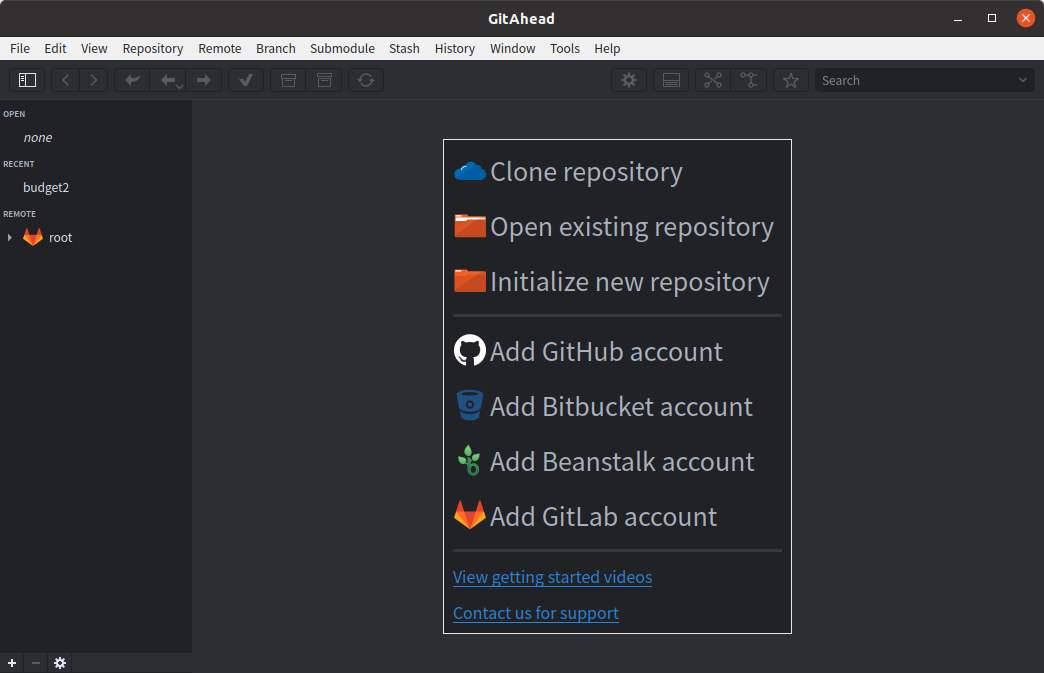 GitAhead
File Edit View Repository Remote Branch Submodule Stash History Window Tools Help
Search
OPEN
none
RECENT
budget2
REMOTE
root
Clone repository
Open existing repository
Initialize new repository
Add GitHub account
Add Bitbucket account
Add Beanstalk account
Add GitLab account
View getting started videos
Contact us for support